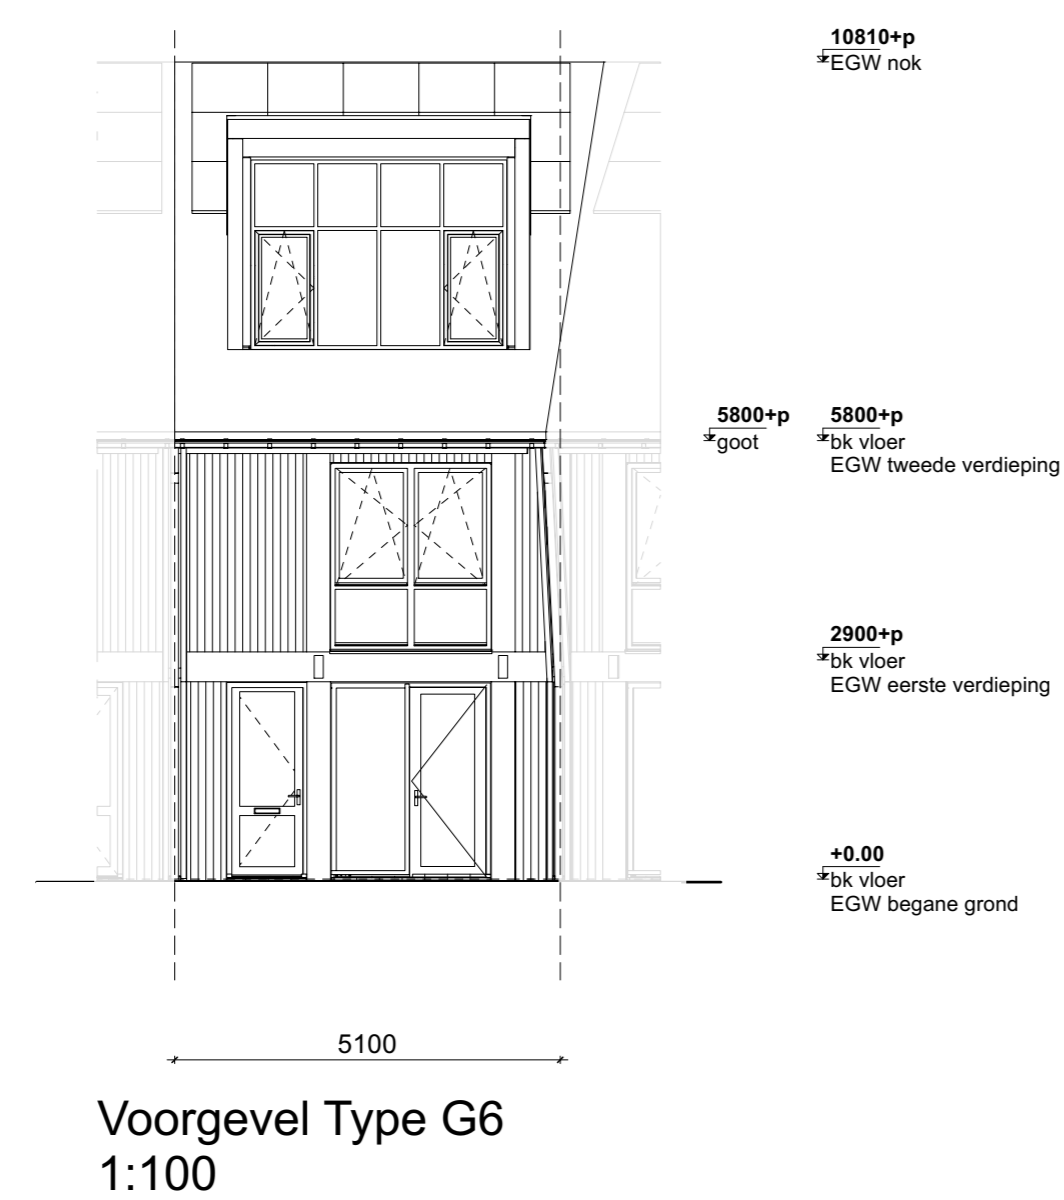 10810+p
EGW nok
5800+p
goot
5800+p
bk vloer
EGW tweede verdieping
2900+p
bk vloer
EGW eerste verdieping
+0.00
bk vloer
EGW begane grond
5100
Voorgevel Type G6
1:100